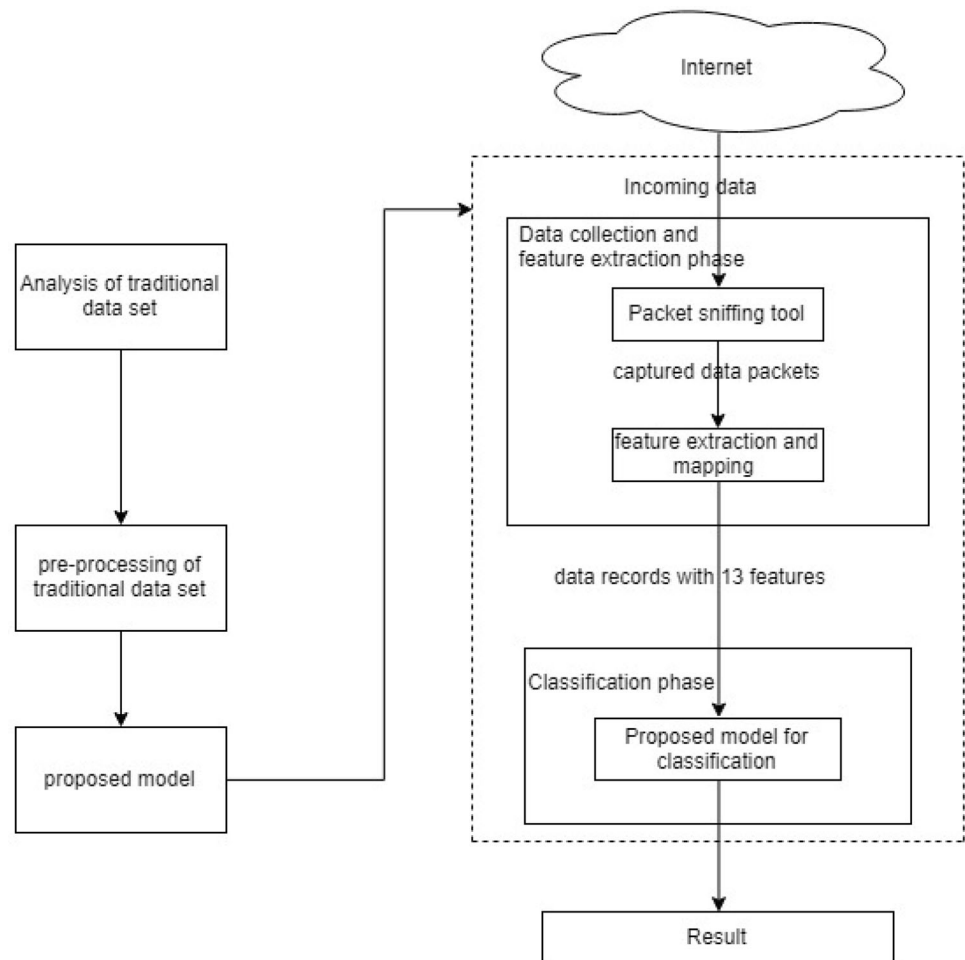 Internet
Incoming data
Data collection and
feature extraction phase
Packet sniffing tool
captured data packets
feature extraction and
mapping
data records with 13 features
Classification phase
Proposed model for
classification
Result
Analysis of traditional
data set
pre-processing of
traditional data set
proposed model